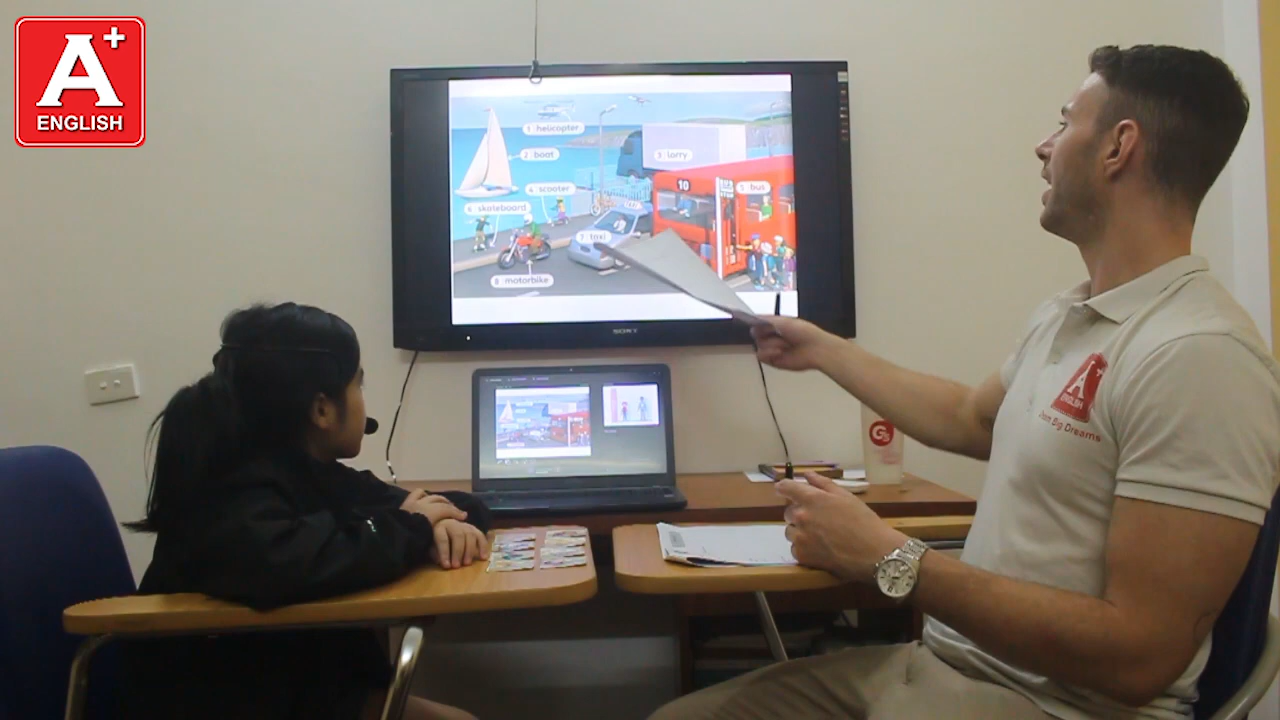 A+
ENGLISH
1 helicopter
2 boat
3 lorry
4 scooter
10
5 bus
6 skateboard
TAXI
7 taxi
8 motorbike
SONY
A+
ENGLISH
Dream Big Dreams